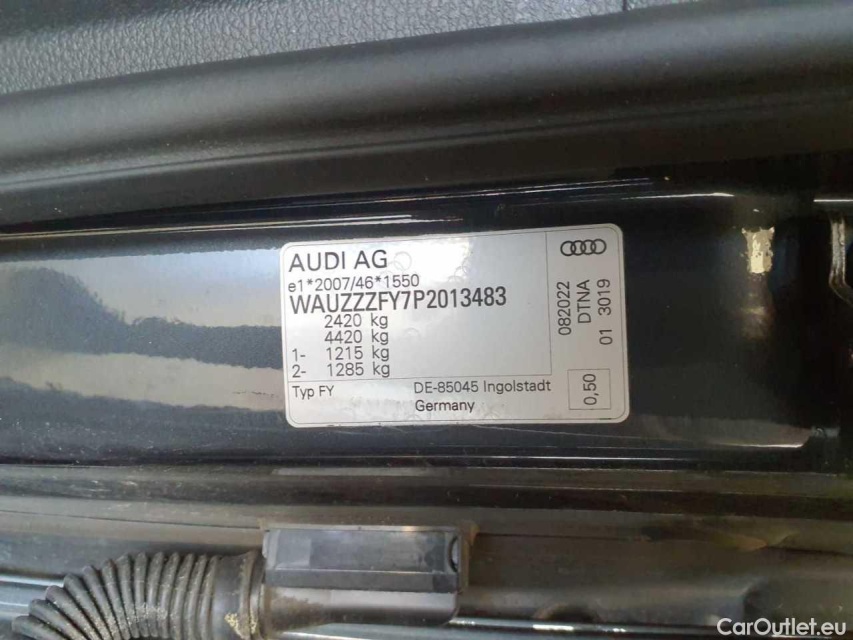 AUDI AG
e1*2007/46*1550
WAUZZZFY7P2013483
2420 kg
4420 kg
1- 1215 kg
2- 1285 kg
Typ FY
DE-85045 Ingolstadt
Germany
082022
DTNA
01 3019
0,50
CarOutlet.eu